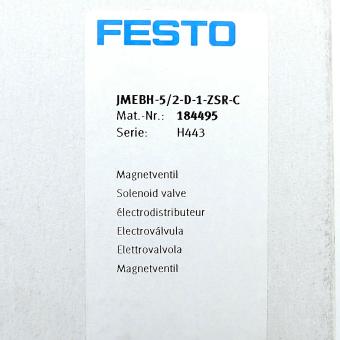 FESTO
JMEBH-5/2-D-1-ZSR-C
Mat.-Nr.: 184495
Serie: H443
Magnetventil
Solenoid valve
électrodistributeur
Electroválvula
Elettrovalvola
Magnetventil